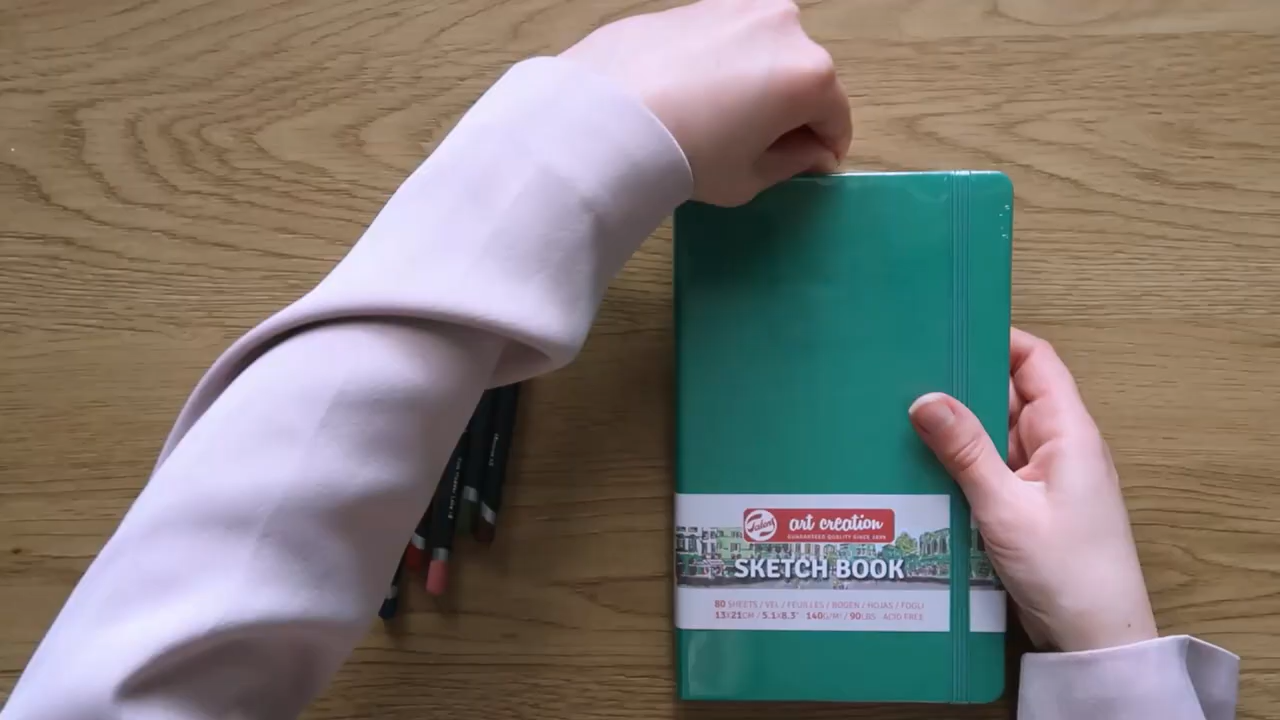 Talens
art creation
GUARANTEED QUALITY SINCE 1899
SKETCH BOOK
80 SHEETS / VEL / FEUILLES / BOGEN / HOJAS / FOGLI
13X21CM / 5.1X8.3" 140G/M² / 90LBS ACID FREE